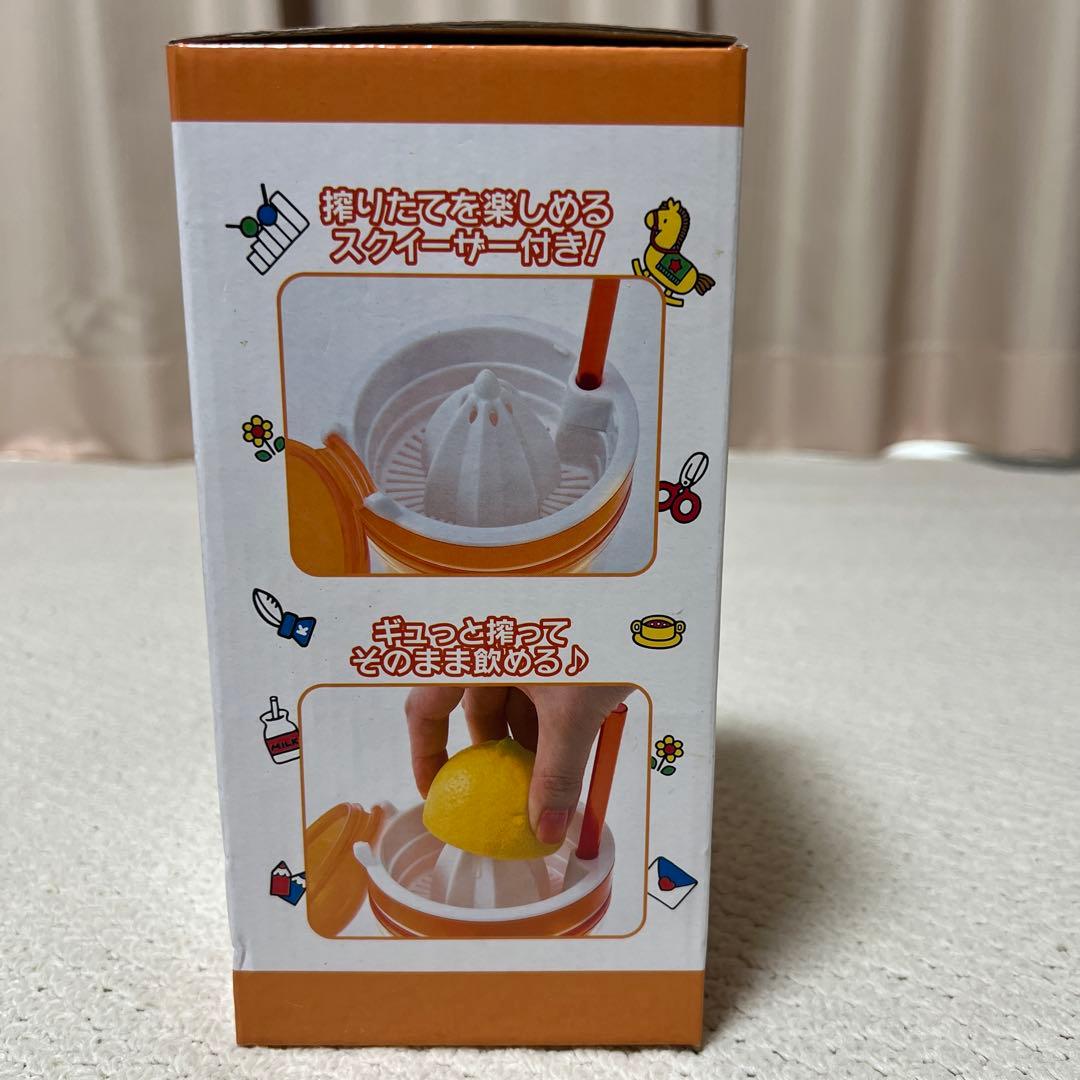 搾りたてを楽しめる
スクイーザー付き!
K
ギュっと搾って
そのまま飲める♪
MILK